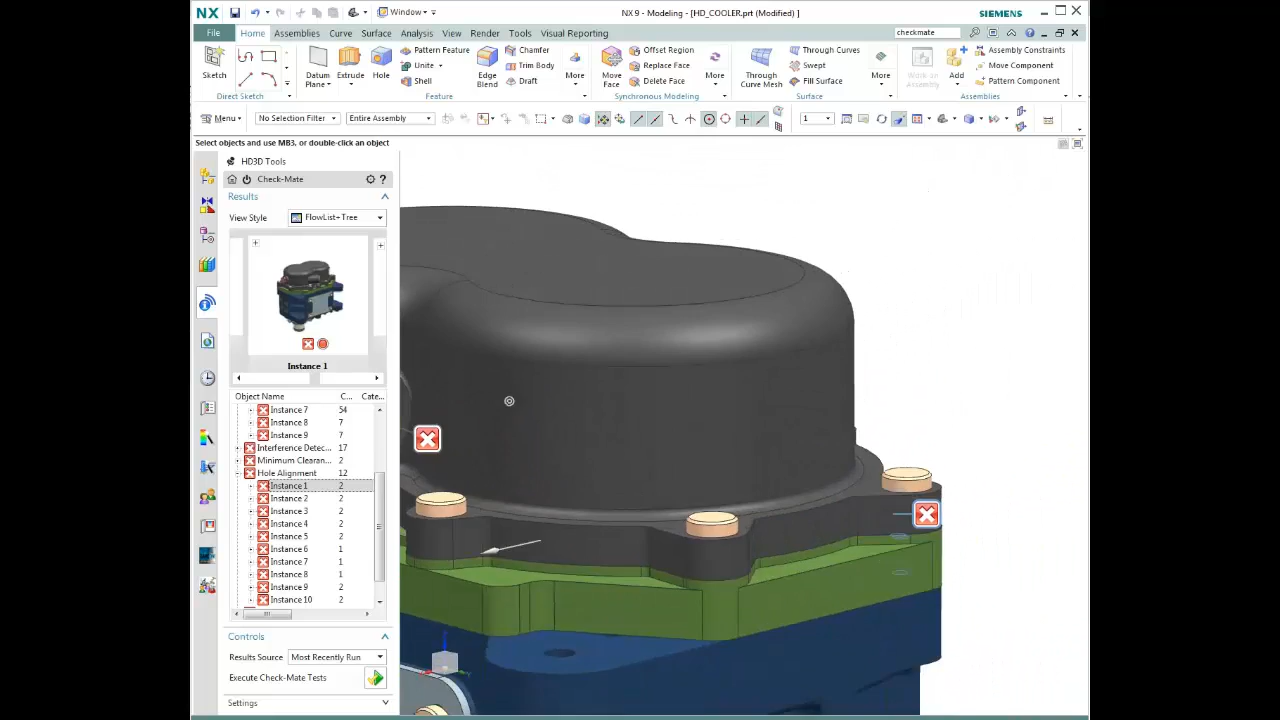 NX Window NX 9 - Modeling - [HD_COOLER.prt (Modified) ] SIEMENS
File Home Assemblies Curve Surface Analysis View Render Tools Visual Reporting checkmate
Sketch Datum Plane Extrude Hole Pattern Feature Unite Shell Edge Blend Chamfer Trim Body Draft More Move Face Offset Region Replace Face Delete Face More Through Curve Mesh Through Curves Swept Fill Surface More Work on Assembly Add Assembly Constraints Move Component Pattern Component
Direct Sketch Feature Synchronous Modeling Surface Assemblies
Menu No Selection Filter Entire Assembly 1
Select objects and use MB3, or double-click an object
HD3D Tools
Check-Mate
Results
View Style FlowList+Tree
Instance 1
Object Name C... Cate...
Instance 7 54
Instance 8 7
Instance 9 7
Interference Detec... 17
Minimum Clearan... 2
Hole Alignment 12
Instance 1 2
Instance 2 2
Instance 3 2
Instance 4 2
Instance 5 2
Instance 6 1
Instance 7 1
Instance 8 1
Instance 9 2
Instance 10 2
Controls
Results Source Most Recently Run
Execute Check-Mate Tests
Settings